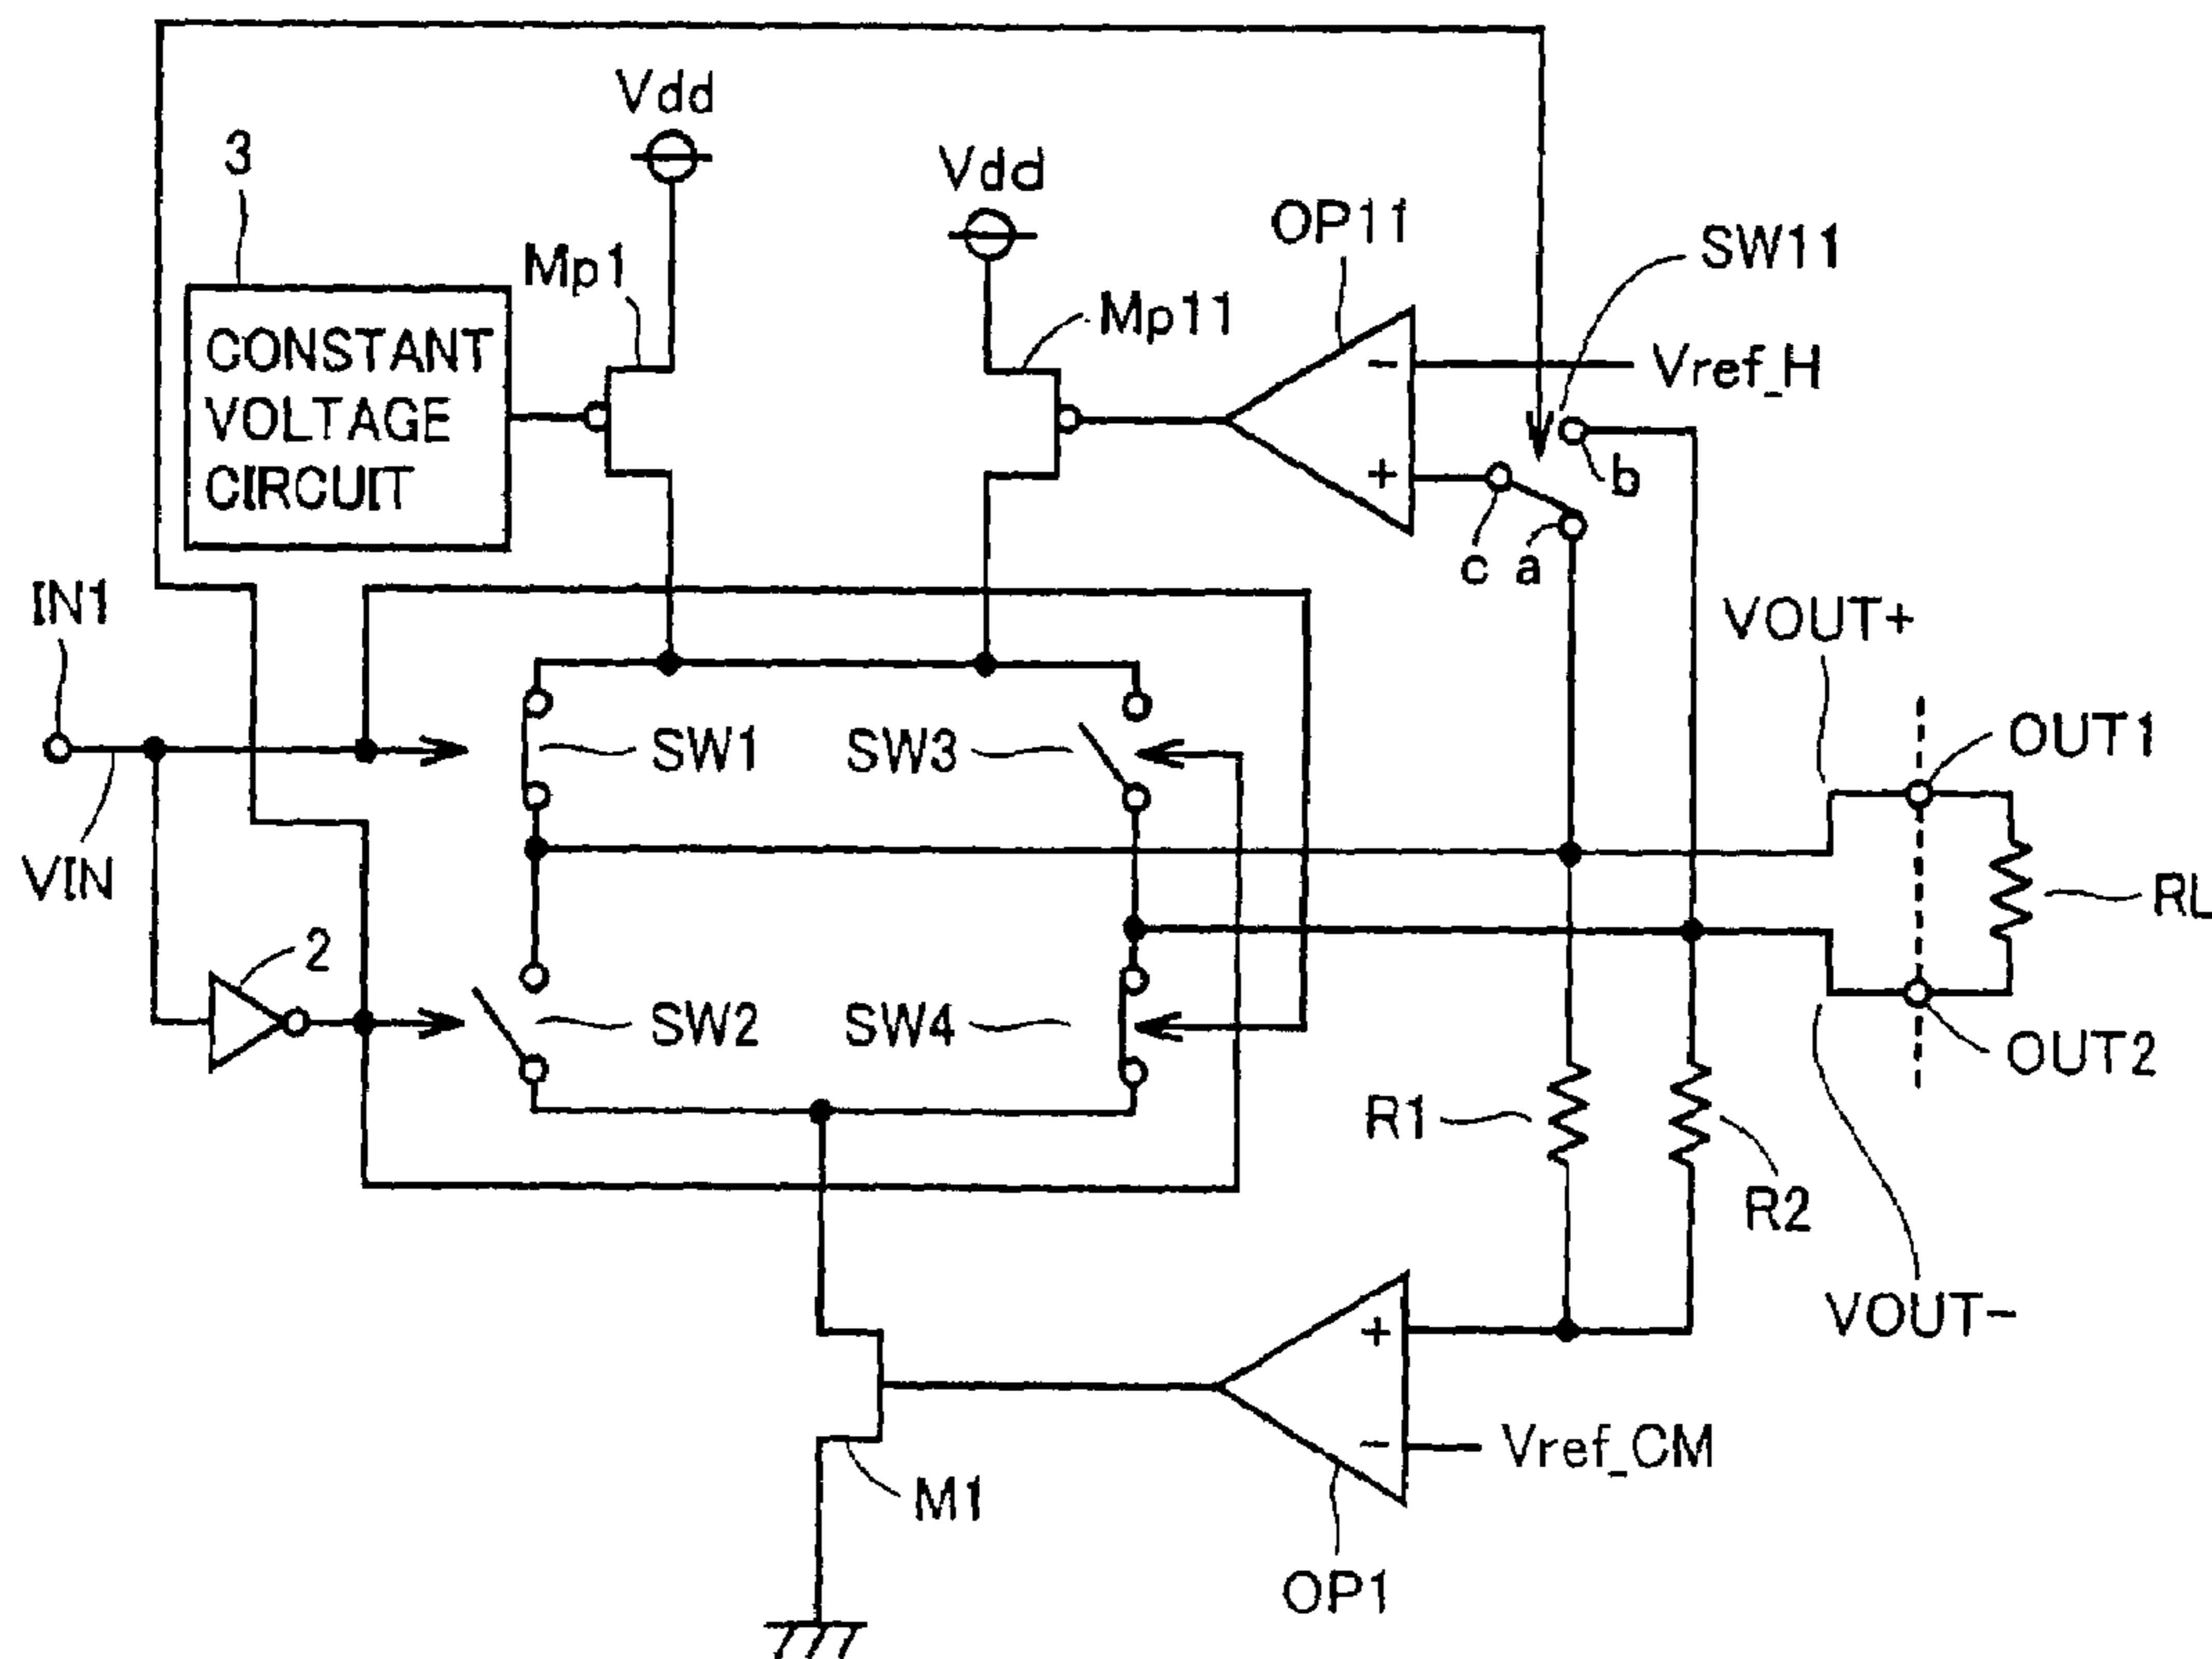 Vdd
3
Vdd
OP11
SW11
Mp1
Mp11
CONSTANT
VOLTAGE
CIRCUIT
−
Vref_H
+
b
c
a
IN1
VOUT+
SW1
SW3
OUT1
VIN
RL
2
SW2
SW4
OUT2
R1
R2
VOUT−
+
−
Vref_CM
M1
OP1